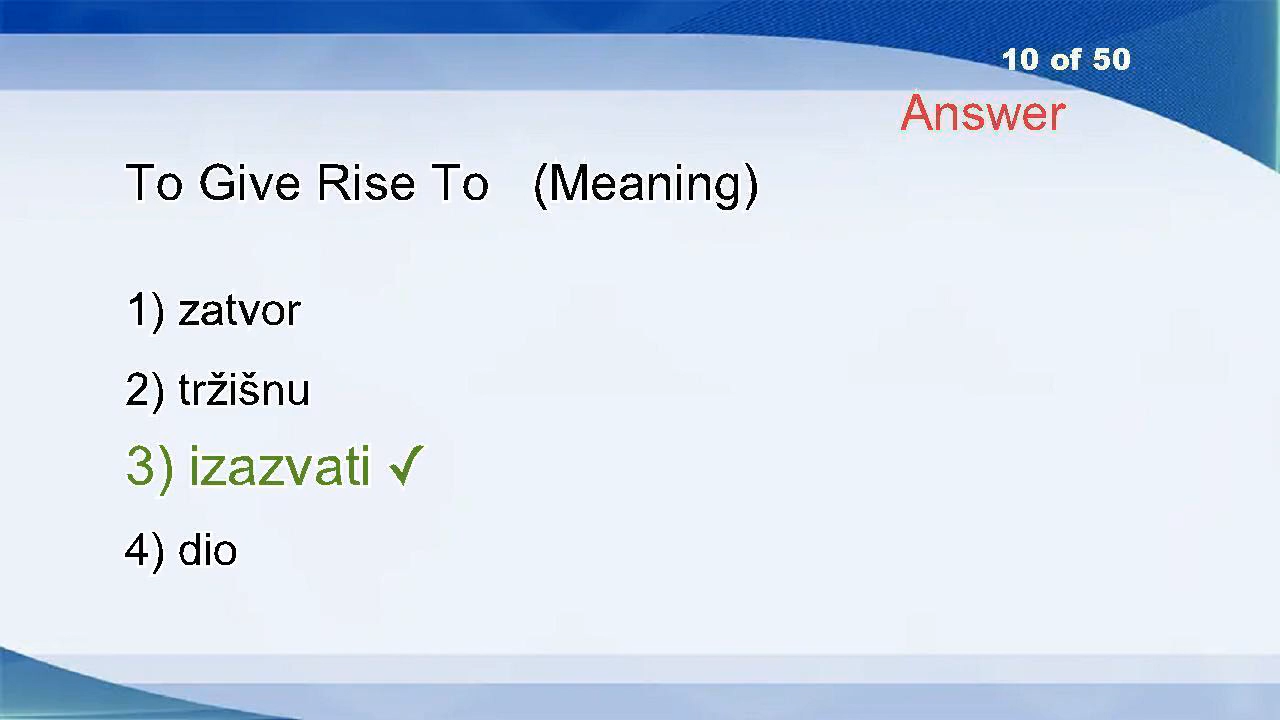 10 of 50
Answer
To Give Rise To (Meaning)
1) zatvor
2) tržišnu
3) izazvati ✓
4) dio